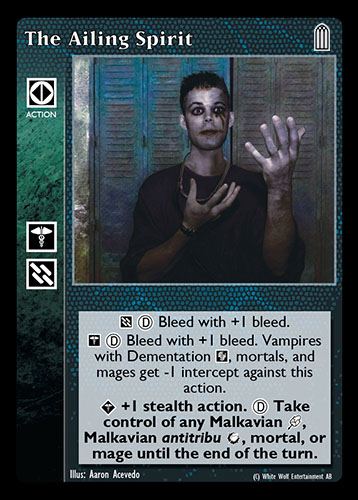 The Ailing Spirit
ACTION
D Bleed with +1 bleed.
D Bleed with +1 bleed. Vampires
with Dementation, mortals, and
mages get -1 intercept against this
action.
+1 stealth action. D Take
control of any Malkavian,
Malkavian antitribu, mortal, or
mage until the end of the turn.
Illus: Aaron Acevedo
(C) White Wolf Entertainment AB